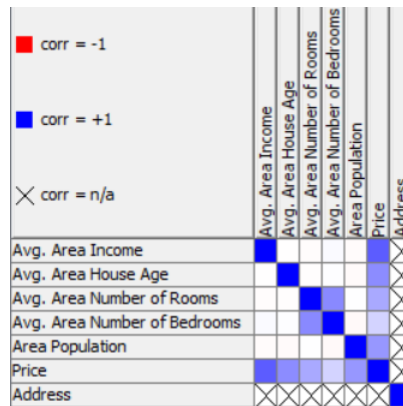 corr = -1
corr = +1
corr = n/a
Avg. Area Income
Avg. Area House Age
Avg. Area Number of Rooms
Avg. Area Number of Bedrooms
Area Population
Price
Address
Avg. Area Income
Avg. Area House Age
Avg. Area Number of Rooms
Avg. Area Number of Bedrooms
Area Population
Price
Address